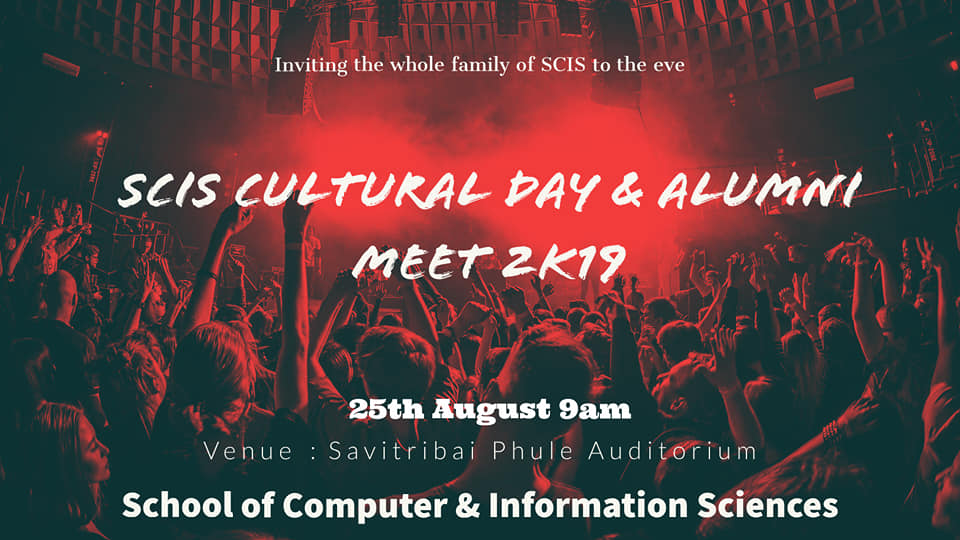 Inviting the whole family of SCIS to the eve
SCIS CULTURAL DAY & ALUMNI
MEET 2K19
25th August 9am
Venue : Savitribai Phule Auditorium
School of Computer & Information Sciences